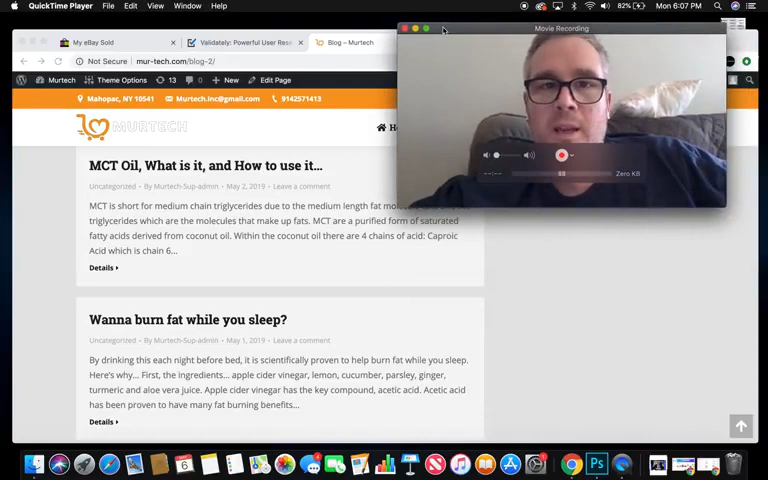 QuickTime Player File Edit View Window Help 82% Mon 6:07 PM
Movie Recording
My eBay Sold Validately: Powerful User Rese Blog – Murtech
Not Secure | mur-tech.com/blog-2/
Murtech Theme Options 13 New Edit Page
Mahopac, NY 10541 Murtech.inc@gmail.com 9142571413
MURTECH
MCT Oil, What is it, and How to use it...
--:-- Zero KB
Uncategorized • By Murtech-Sup-admin • May 2, 2019 • Leave a comment
MCT is short for medium chain triglycerides due to the medium length fat
triglycerides which are the molecules that make up fats. MCT are a purified form of saturated
fatty acids derived from coconut oil. Within the coconut oil there are 4 chains of acid: Caproic
Acid which is chain 6...
Details
Wanna burn fat while you sleep?
Uncategorized • By Murtech-Sup-admin • May 1, 2019 • Leave a comment
By drinking this each night before bed, it is scientifically proven to help burn fat while you sleep.
Here's why... First, the ingredients... apple cider vinegar, lemon, cucumber, parsley, ginger,
turmeric and aloe vera juice. Apple cider vinegar has the key compound, acetic acid. Acetic acid
has been proven to have many fat burning benefits...
Details
6
Ps